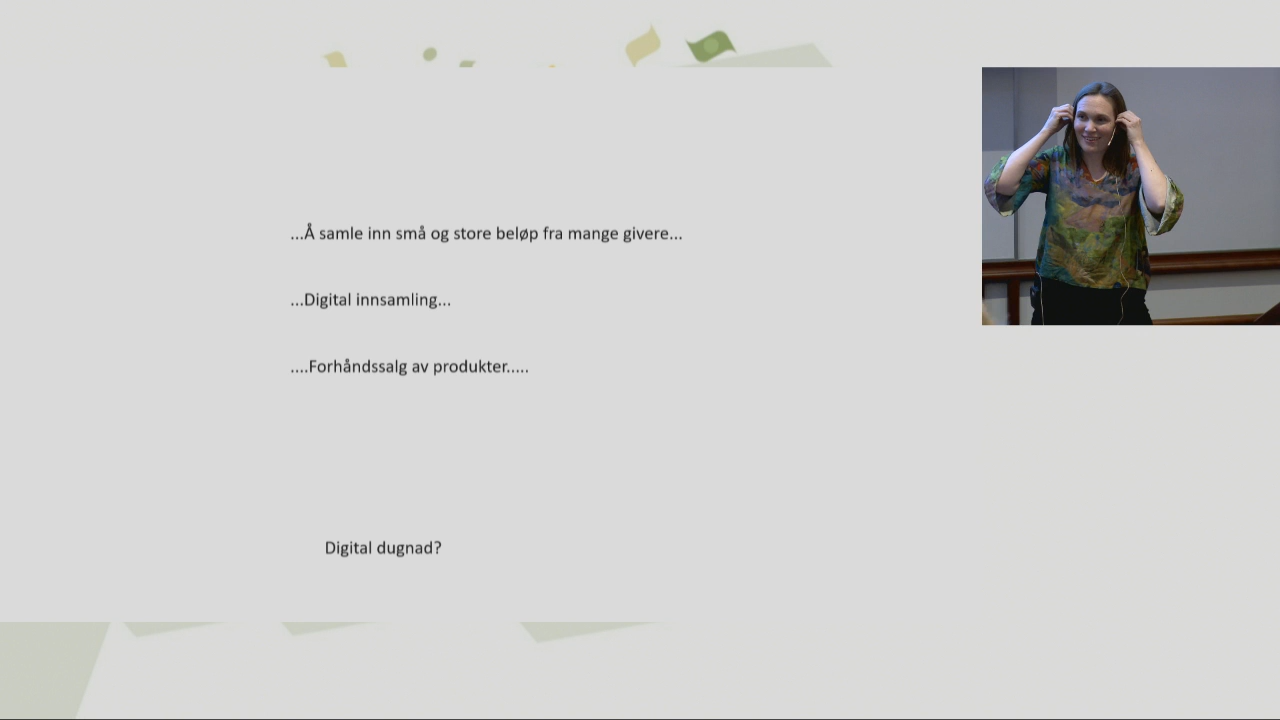 ...Å samle inn små og store beløp fra mange givere...
...Digital innsamling...
....Forhåndssalg av produkter.....
Digital dugnad?